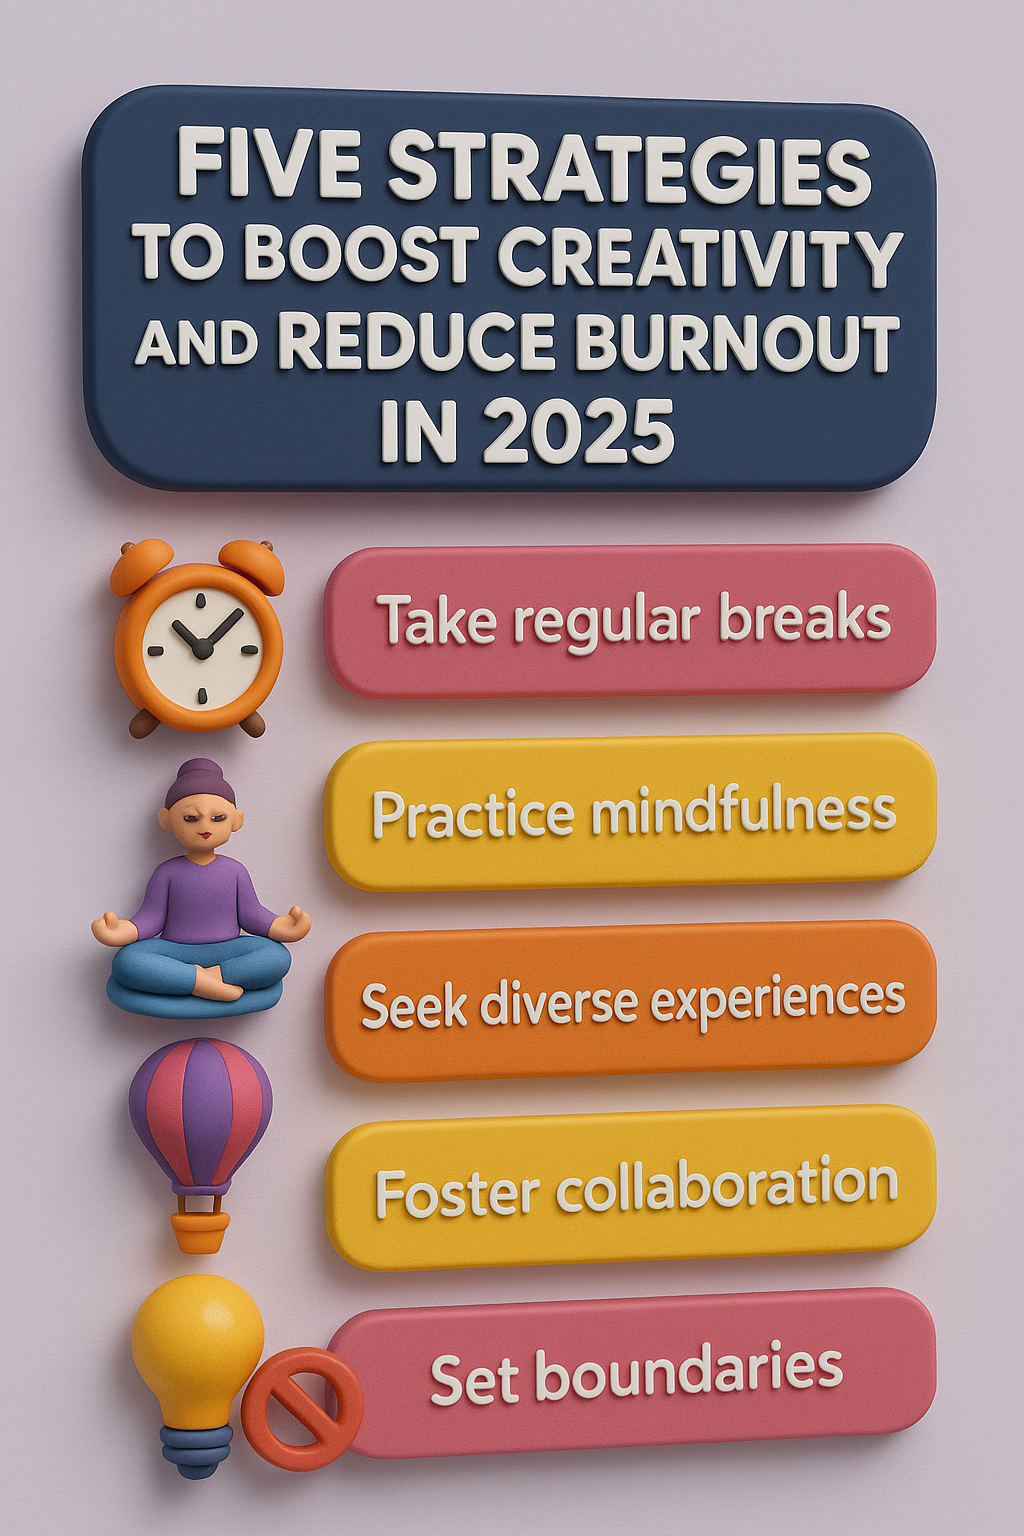 FIVE STRATEGIES
TO BOOST CREATIVITY
AND REDUCE BURNOUT
IN 2025
Take regular breaks
Practice mindfulness
Seek diverse experiences
Foster collaboration
Set boundaries